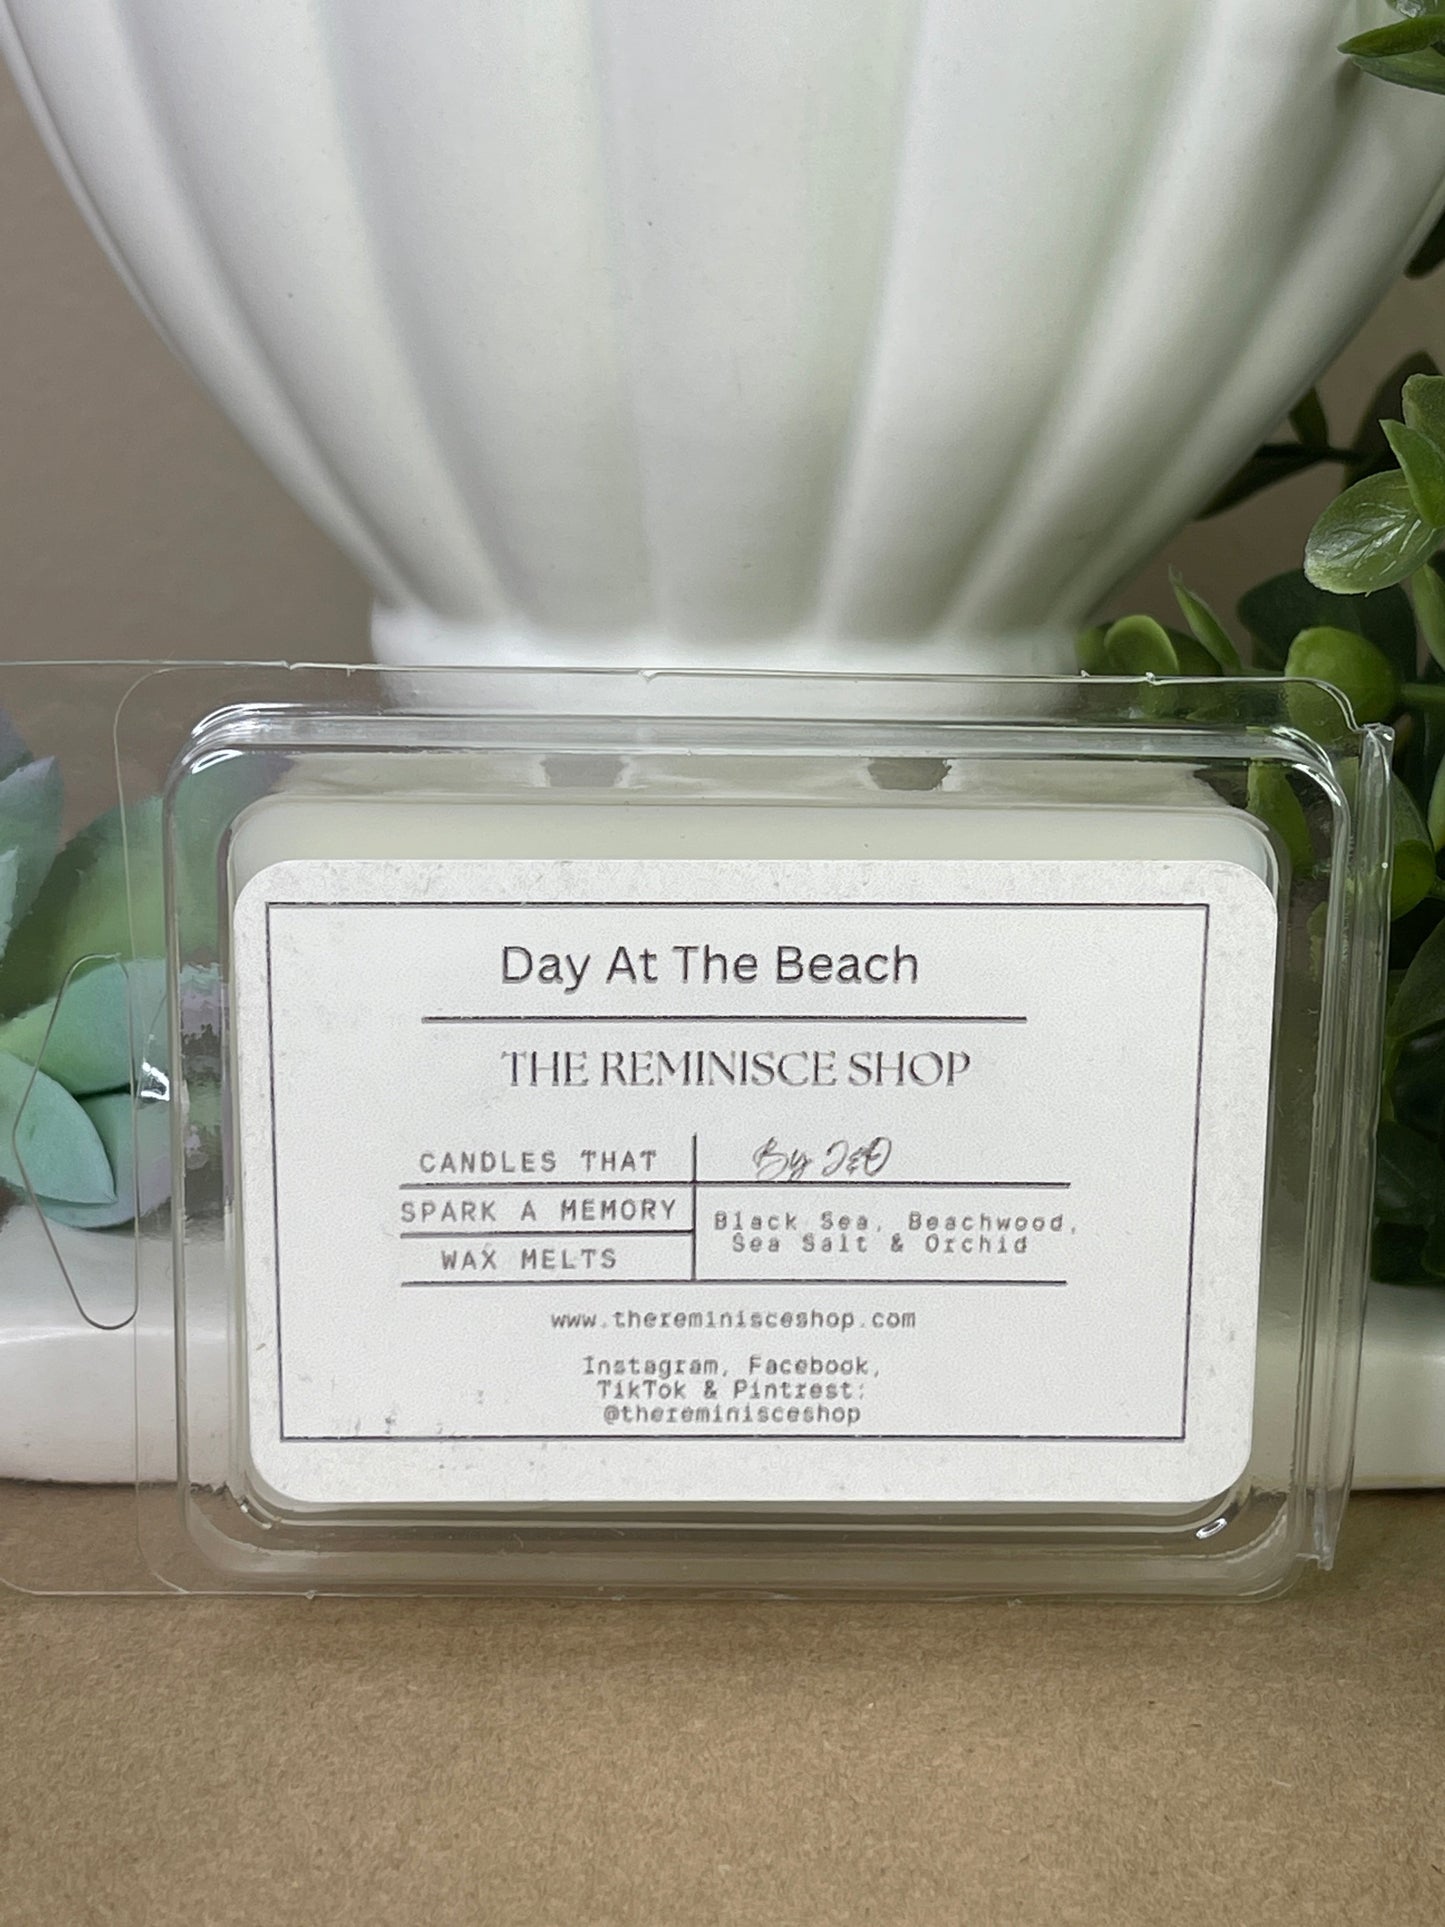 Day At The Beach
THE REMINISCE SHOP
CANDLES THAT
SPARK A MEMORY
WAX MELTS
By J&O
Black Sea, Beachwood,
Sea Salt & Orchid
www.thereminisceshop.com
Instagram, Facebook,
TikTok & Pintrest:
@thereminisceshop